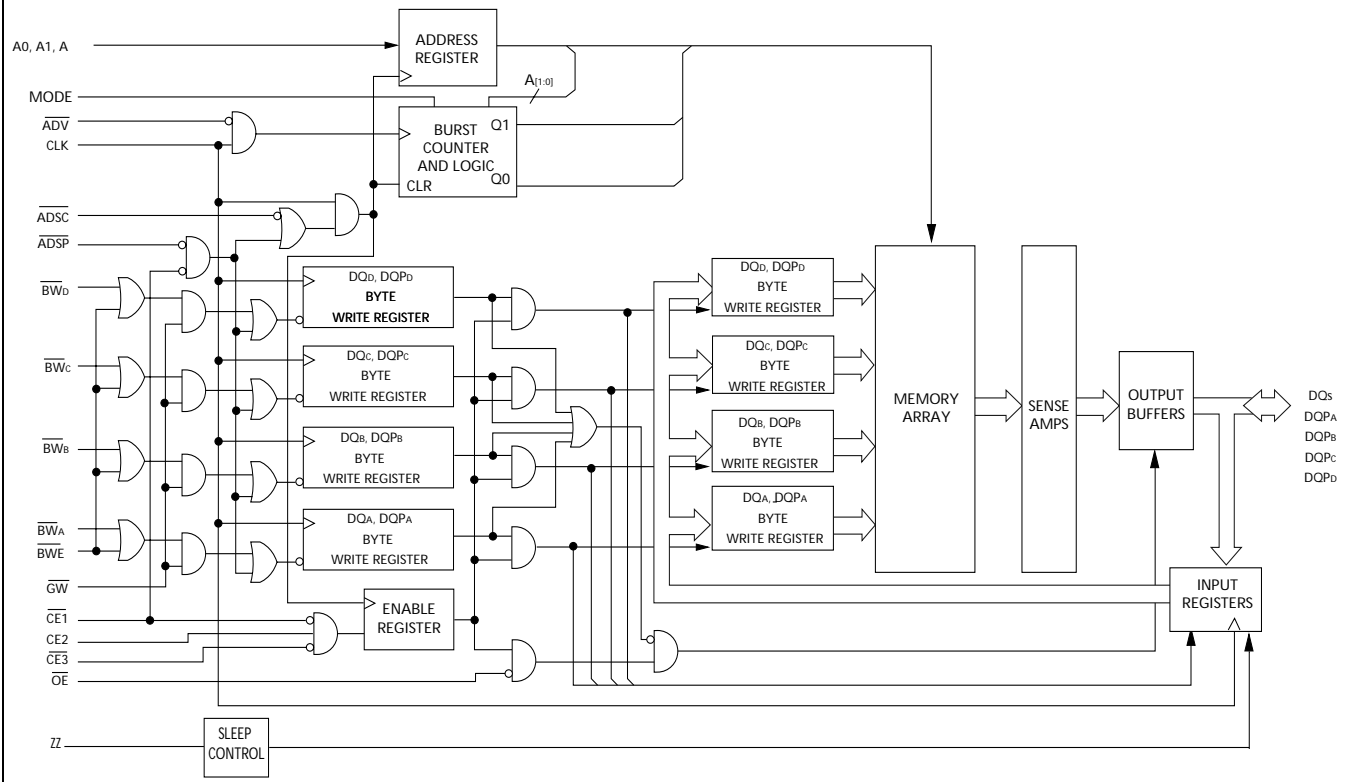 A0, A1, A
ADDRESS
REGISTER
A[1:0]
MODE
ADV
CLK
BURST
COUNTER
AND LOGIC
CLR
Q1
Q0
ADSC
ADSP
BWD
DQD, DQPD
BYTE
WRITE REGISTER
DQD, DQPD
BYTE
WRITE REGISTER
BWC
DQC, DQPC
BYTE
WRITE REGISTER
DQC, DQPC
BYTE
WRITE REGISTER
BWB
DQB, DQPB
BYTE
WRITE REGISTER
DQB, DQPB
BYTE
WRITE REGISTER
BWA
BWE
DQA, DQPA
BYTE
WRITE REGISTER
DQA, DQPA
BYTE
WRITE REGISTER
MEMORY
ARRAY
SENSE
AMPS
OUTPUT
BUFFERS
DQs
DQPA
DQPB
DQPC
DQPD
GW
CE1
CE2
CE3
OE
ENABLE
REGISTER
INPUT
REGISTERS
ZZ
SLEEP
CONTROL